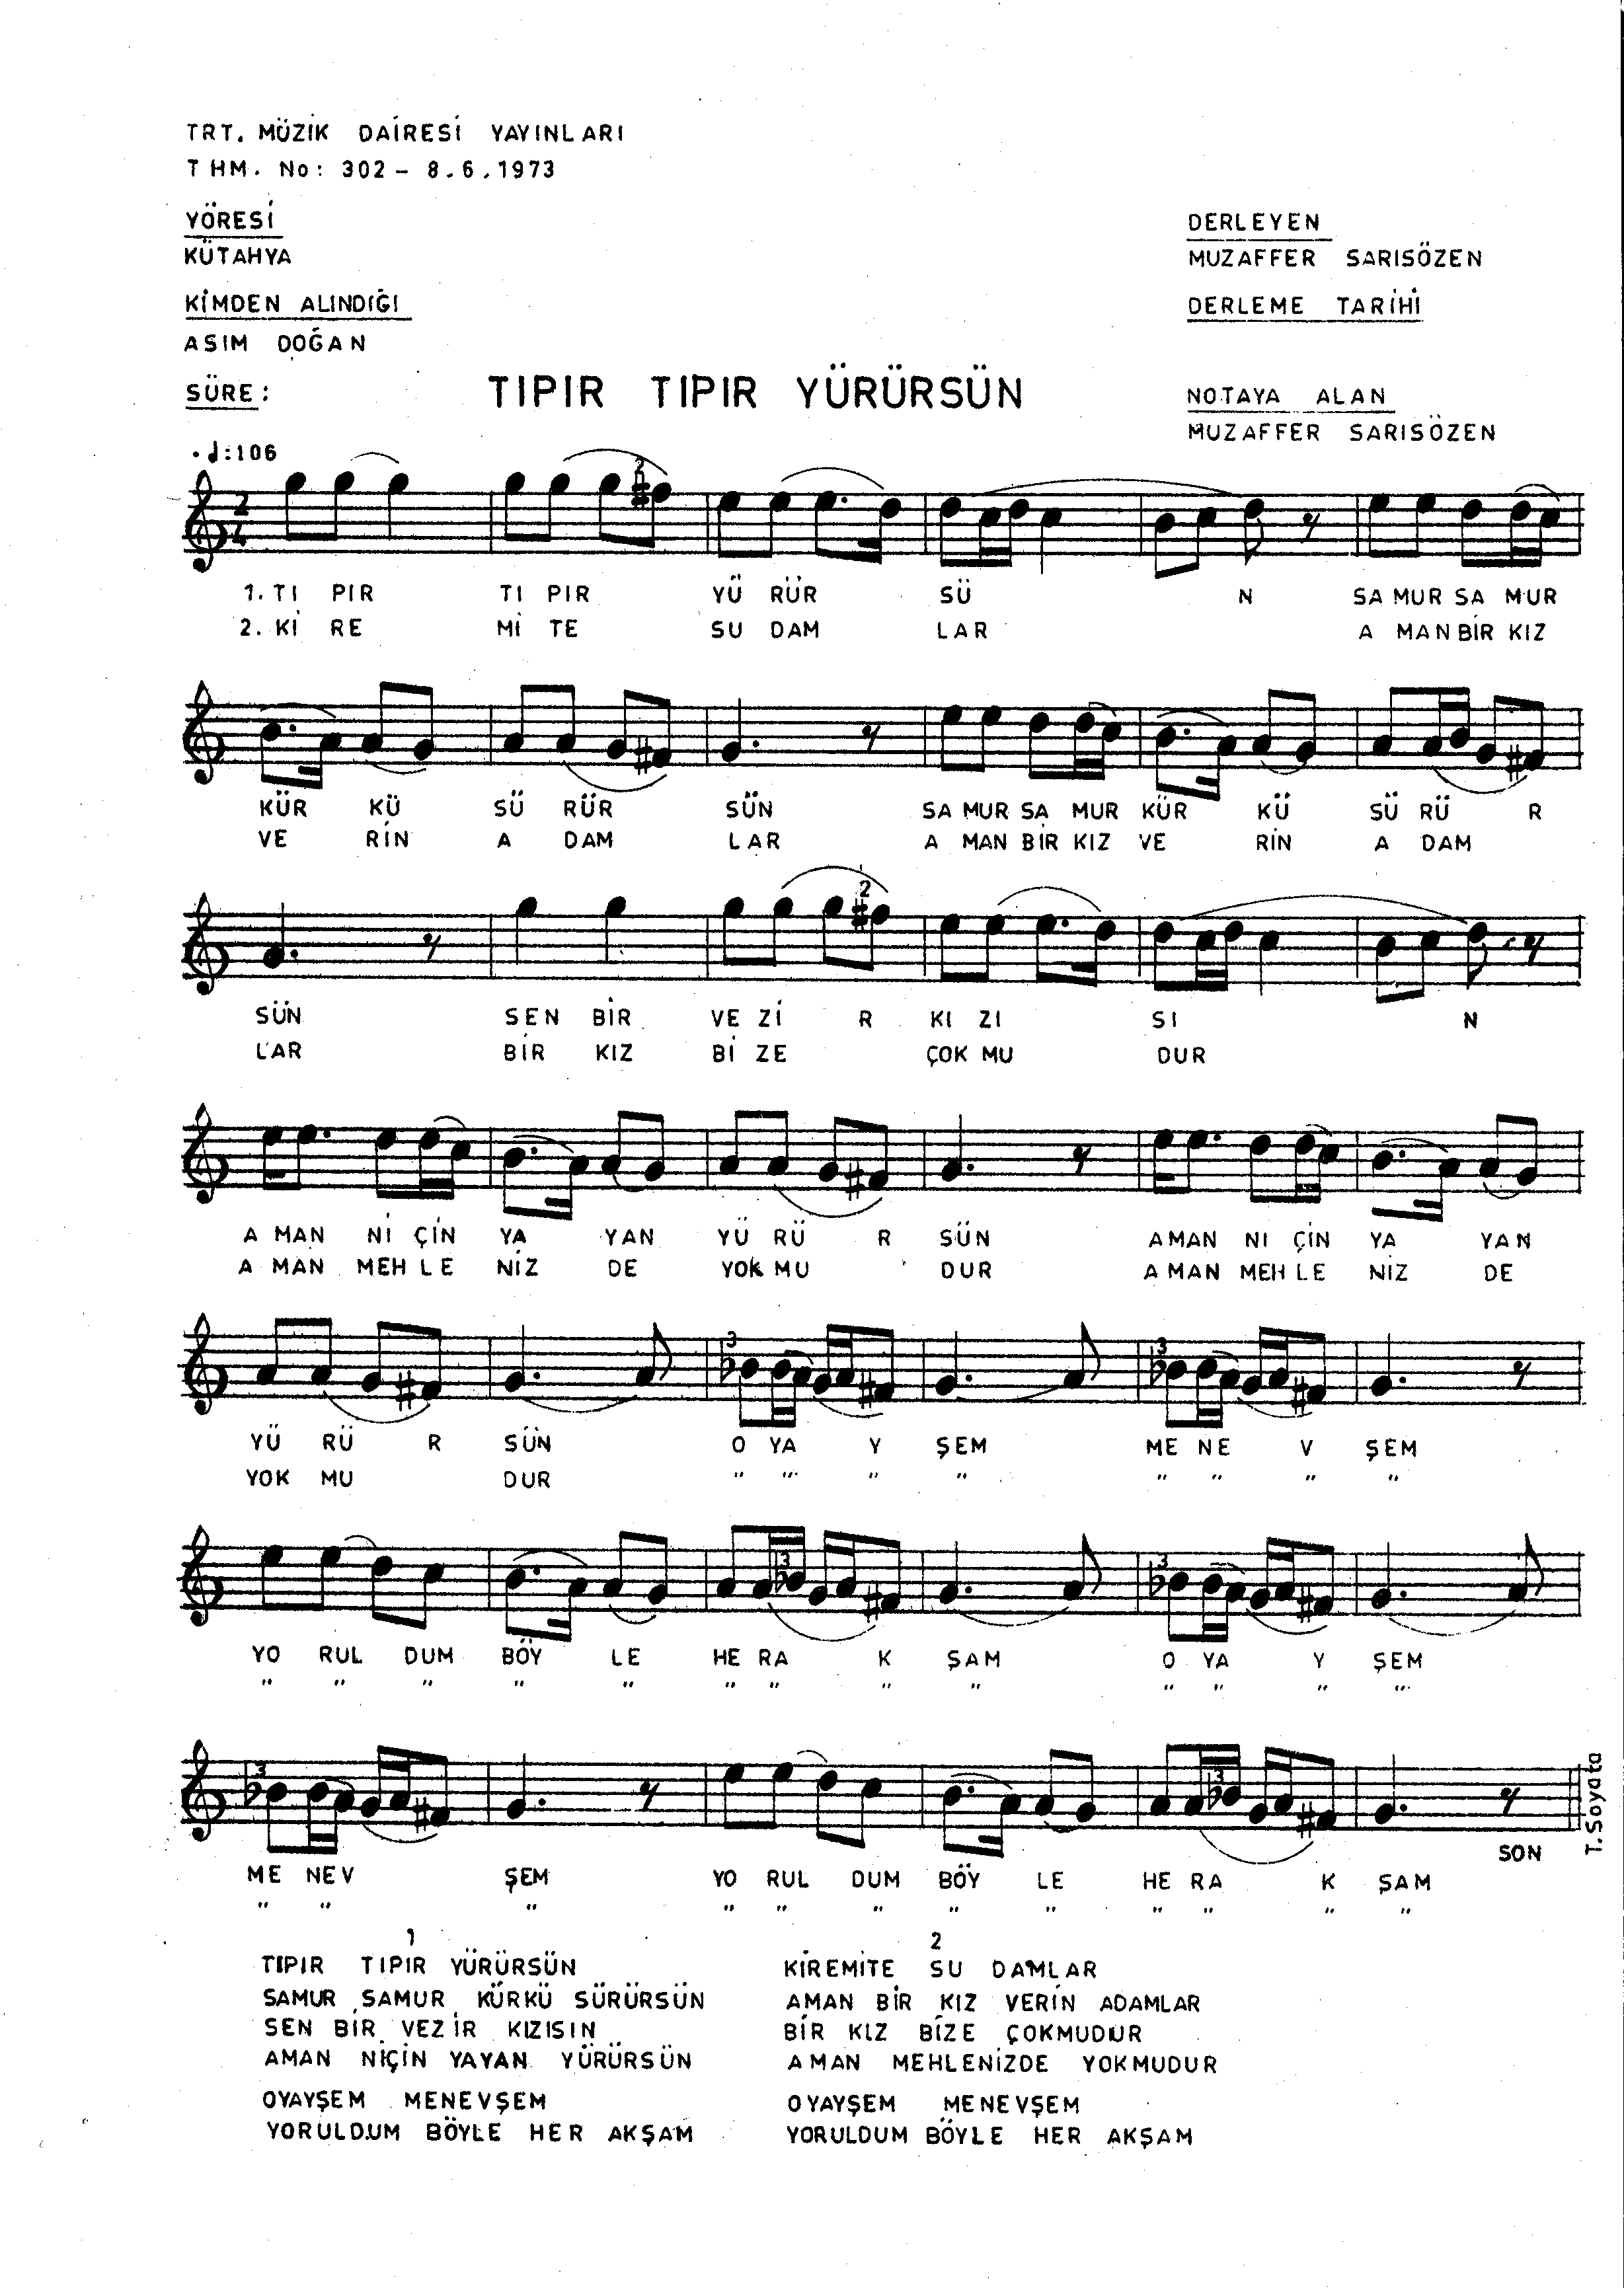 TRT. MÜZİK DAİRESİ YAYINLARI
THM. No: 302 – 8.6.1973
YÖRESİ
KÜTAHYA
DERLEYEN
MUZAFFER SARISÖZEN
KİMDEN ALINDIĞI
ASIM DOĞAN
DERLEME TARİHİ
SÜRE:
TIPIR TIPIR YÜRÜRSÜN
NOTAYA ALAN
MUZAFFER SARISÖZEN
♩:106
1. TI PIR TI PIR YÜ RÜR SÜ N SA MUR SA MUR
2. Kİ RE Mİ TE SU DAM LAR A MAN BİR KIZ
KÜR KÜ SÜ RÜR SÜN SA MUR SA MUR KÜR KÜ SÜ RÜ R
VE RİN A DAM LAR A MAN BİR KIZ VE RİN A DAM
SÜN SEN BİR VE Zİ R KI ZI SI N
LAR BİR KIZ Bİ ZE ÇOK MU DUR
A MAN Nİ ÇİN YA YAN YÜ RÜ R SÜN A MAN NI ÇİN YA YAN
A MAN MEH LE NİZ DE YOK MU DUR A MAN MEH LE NİZ DE
YÜ RÜ R SÜN O YA Y ŞEM ME NE V ŞEM
YOK MU DUR " " " " " " " "
YO RUL DUM BÖY LE HE RA K ŞAM O YA Y ŞEM
" " " " " " " " " " " " "
ME NEV ŞEM YO RUL DUM BÖY LE HE RA K ŞAM
" " " " " " " " " " " "
SON
T. Soyata
1
TIPIR TIPIR YÜRÜRSÜN
SAMUR SAMUR KÜRKÜ SÜRÜRSÜN
SEN BİR VEZİR KIZISIN
AMAN NİÇİN YAYAN YÜRÜRSÜN
OYAYŞEM MENEVŞEM
YORULDUM BÖYLE HER AKŞAM
2
KİREMİTE SU DAMLAR
AMAN BİR KIZ VERİN ADAMLAR
BİR KIZ BİZE ÇOKMUDUR
AMAN MEHLENİZDE YOKMUDUR
OYAYŞEM MENEVŞEM
YORULDUM BÖYLE HER AKŞAM